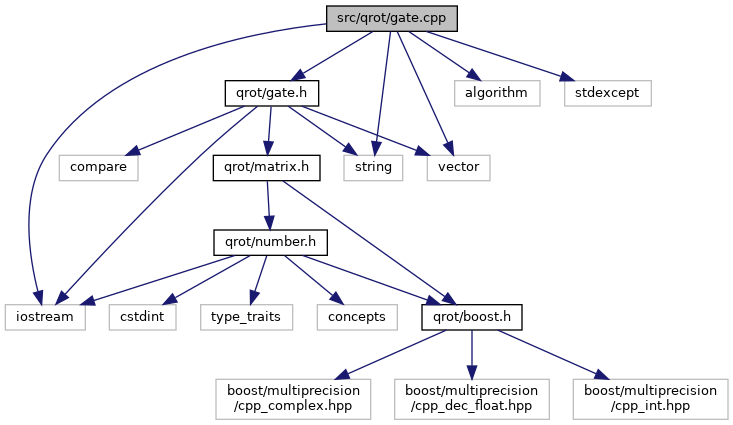 src/qrot/gate.cpp
qrot/gate.h
algorithm
stdexcept
compare
qrot/matrix.h
string
vector
qrot/number.h
iostream
cstdint
type_traits
concepts
qrot/boost.h
boost/multiprecision
/cpp_complex.hpp
boost/multiprecision
/cpp_dec_float.hpp
boost/multiprecision
/cpp_int.hpp